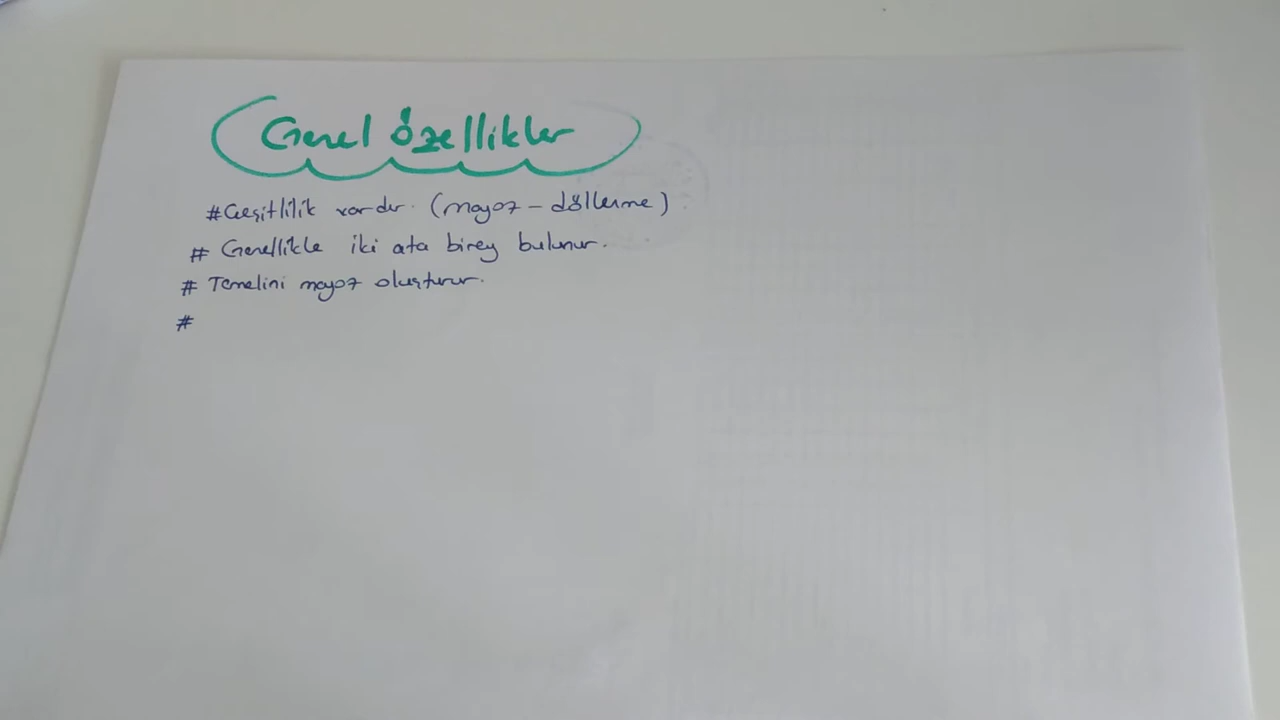 Genel özellikler
#Çeşitlilik vardır. (mayoz - döllenme)
# Genellikle iki ata birey bulunur.
# Temelini mayoz oluşturur.
#